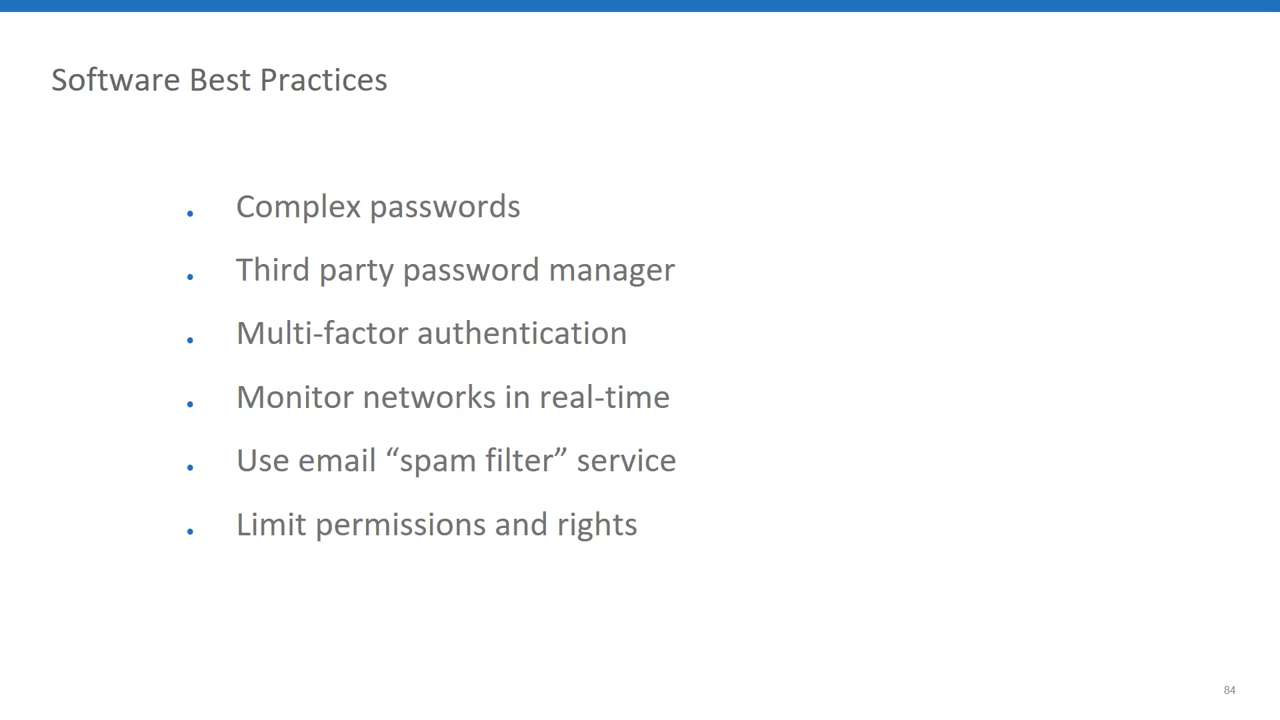 Software Best Practices
• Complex passwords
• Third party password manager
• Multi-factor authentication
• Monitor networks in real-time
• Use email “spam filter” service
• Limit permissions and rights
84